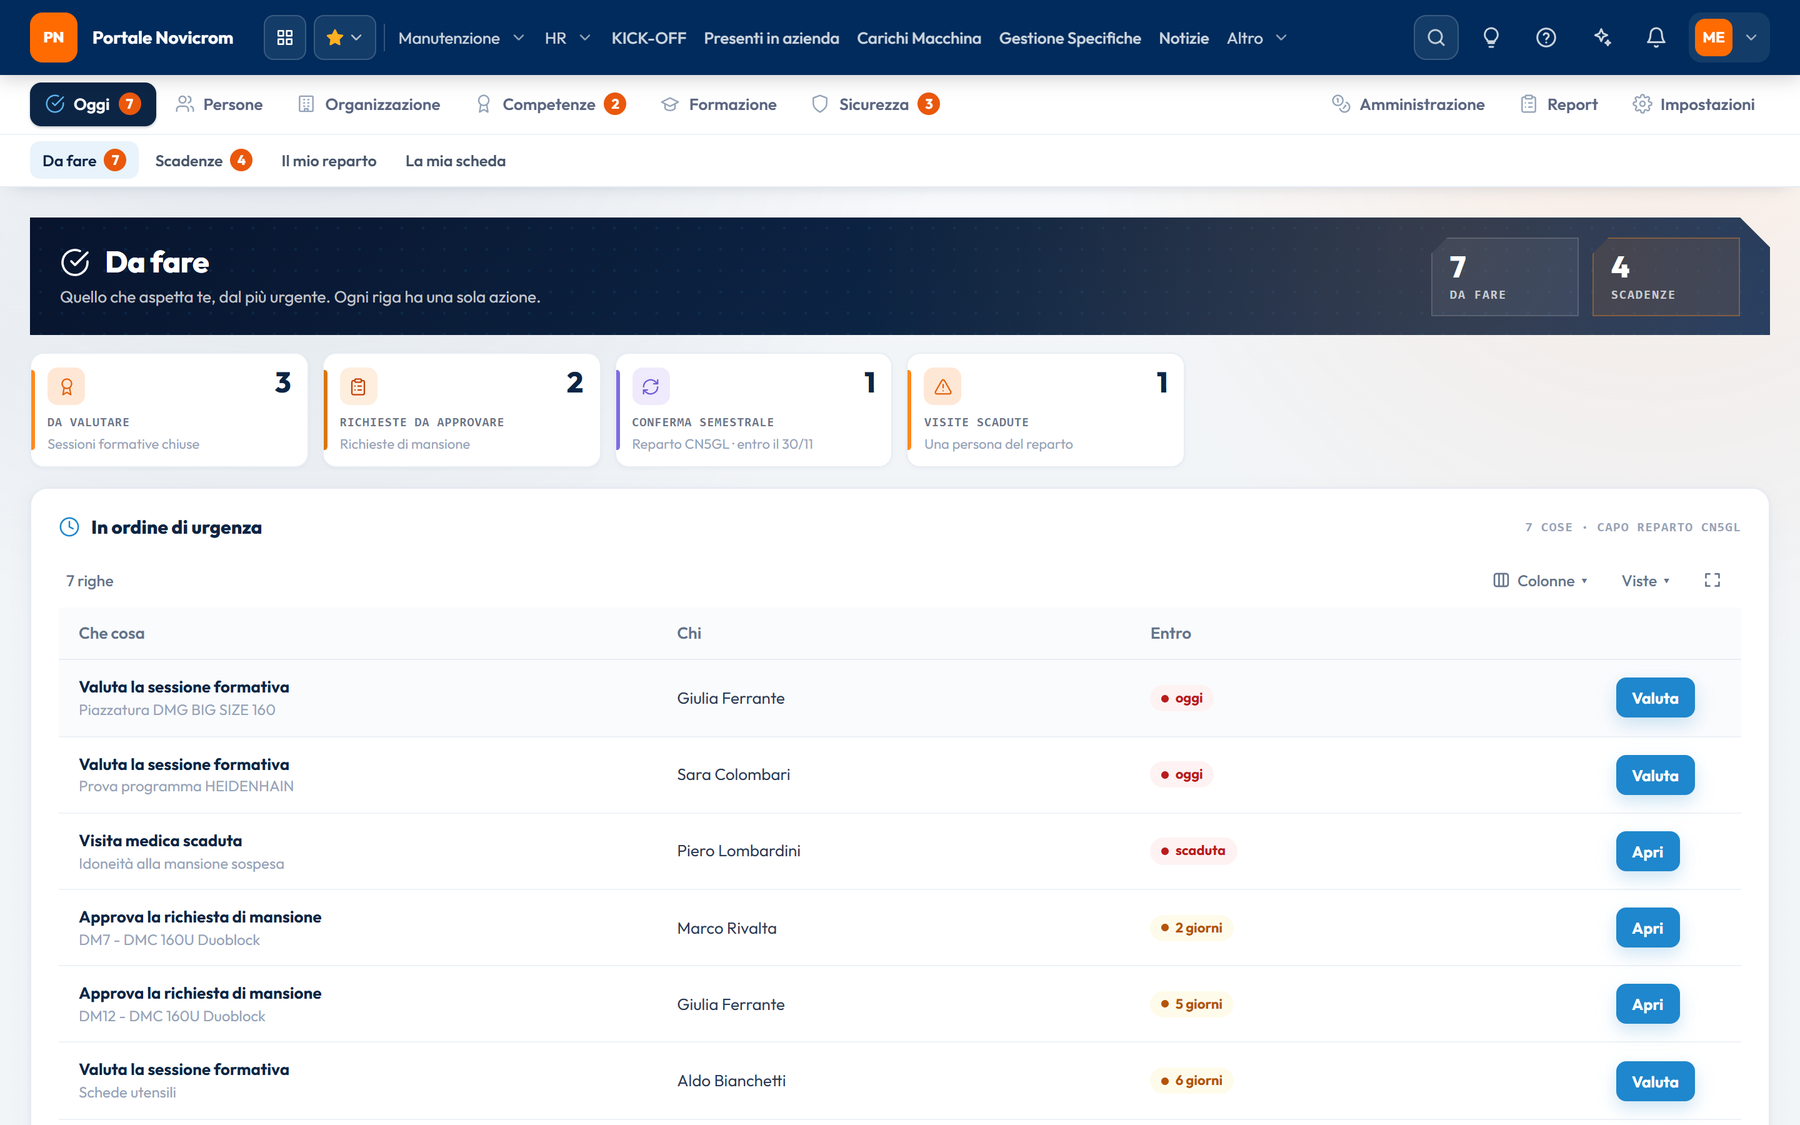 PN Portale Novicrom Manutenzione HR KICK-OFF Presenti in azienda Carichi Macchina Gestione Specifiche Notizie Altro ME
Oggi 7 Persone Organizzazione Competenze 2 Formazione Sicurezza 3 Amministrazione Report Impostazioni
Da fare 7 Scadenze 4 Il mio reparto La mia scheda
Da fare
Quello che aspetta te, dal più urgente. Ogni riga ha una sola azione.
7
DA FARE
4
SCADENZE
3
DA VALUTARE
Sessioni formative chiuse
2
RICHIESTE DA APPROVARE
Richieste di mansione
1
CONFERMA SEMESTRALE
Reparto CN5GL · entro il 30/11
1
VISITE SCADUTE
Una persona del reparto
In ordine di urgenza
7 COSE · CAPO REPARTO CN5GL
7 righe
Colonne Viste
Che cosa Chi Entro
Valuta la sessione formativa
Piazzatura DMG BIG SIZE 160
Giulia Ferrante oggi Valuta
Valuta la sessione formativa
Prova programma HEIDENHAIN
Sara Colombari oggi Valuta
Visita medica scaduta
Idoneità alla mansione sospesa
Piero Lombardini scaduta Apri
Approva la richiesta di mansione
DM7 - DMC 160U Duoblock
Marco Rivalta 2 giorni Apri
Approva la richiesta di mansione
DM12 - DMC 160U Duoblock
Giulia Ferrante 5 giorni Apri
Valuta la sessione formativa
Schede utensili
Aldo Bianchetti 6 giorni Valuta